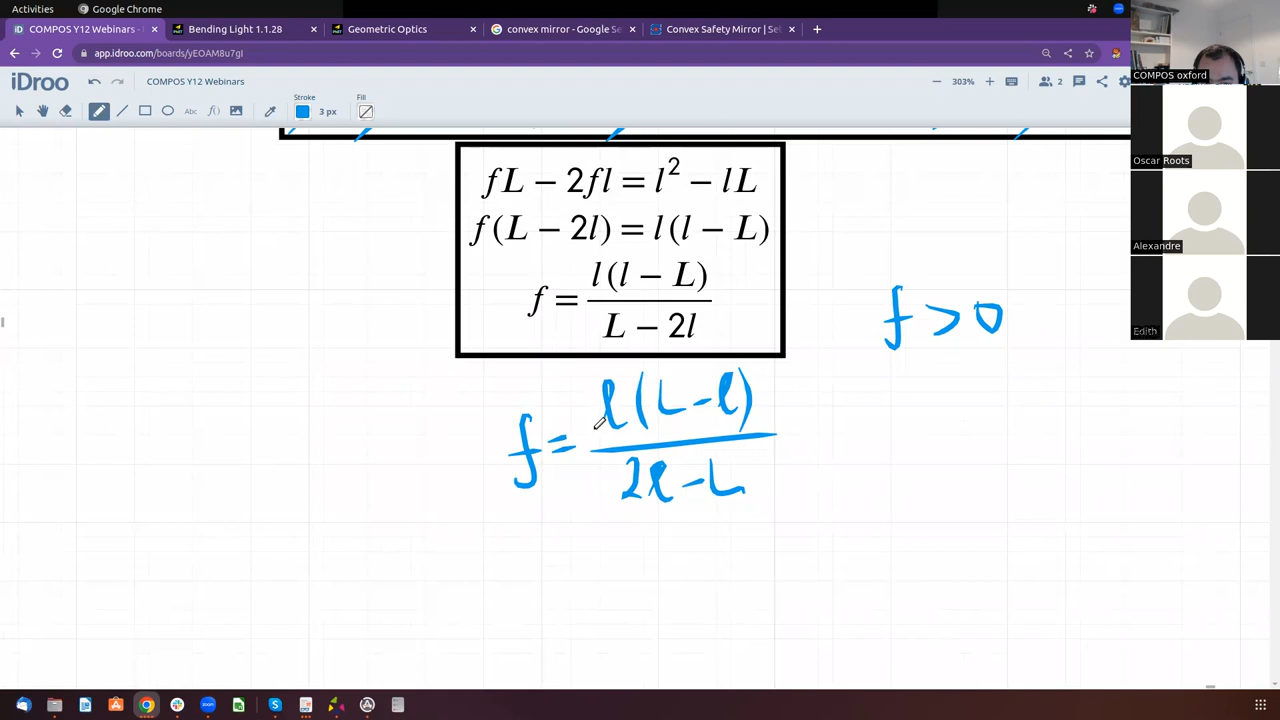 Activities
Google Chrome
COMPOS Y12 Webinars - ×
Bending Light 1.1.28 ×
Geometric Optics ×
convex mirror - Google Se ×
Convex Safety Mirror | Sel ×
+
app.idroo.com/boards/yEOAM8u7gI
iDroo
COMPOS Y12 Webinars
303%
2
Stroke
Fill
3 px
Abc
f()
COMPOS oxford
Oscar Roots
Alexandre
Edith
fL − 2fl = l² − lL
f(L − 2l) = l(l − L)
f = l(l − L) / L − 2l
f > 0
f = l(L − l) / 2l − L